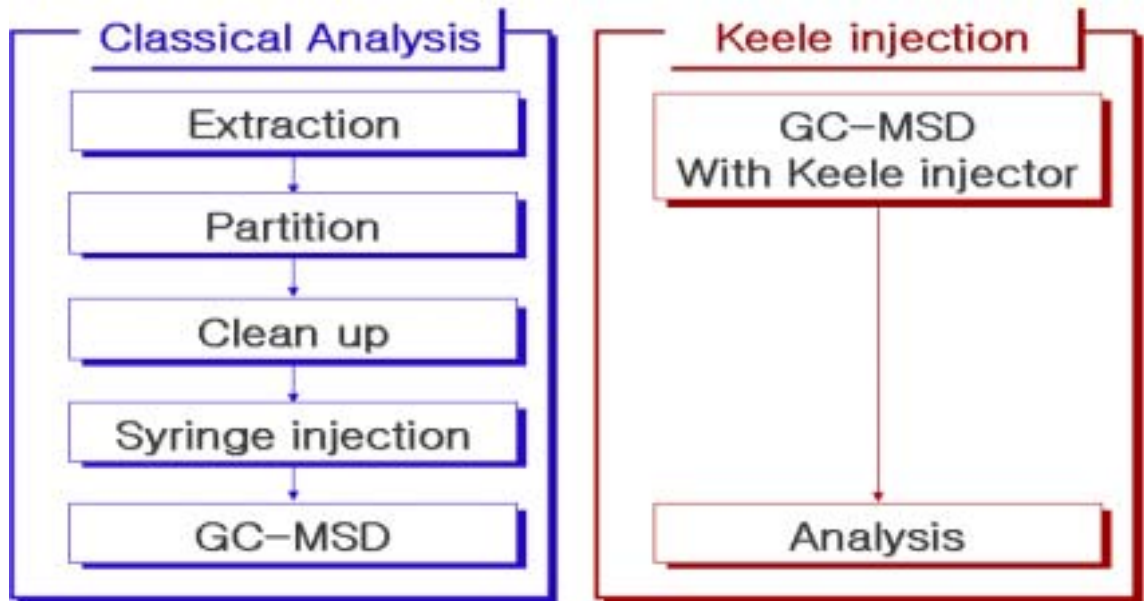 Classical Analysis
Extraction
Partition
Clean up
Syringe injection
GC-MSD
Keele injection
GC-MSD
With Keele injector
Analysis